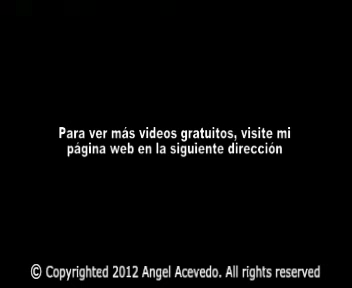 Para ver más videos gratuitos, visite mi
página web en la siguiente dirección
© Copyrighted 2012 Angel Acevedo. All rights reserved